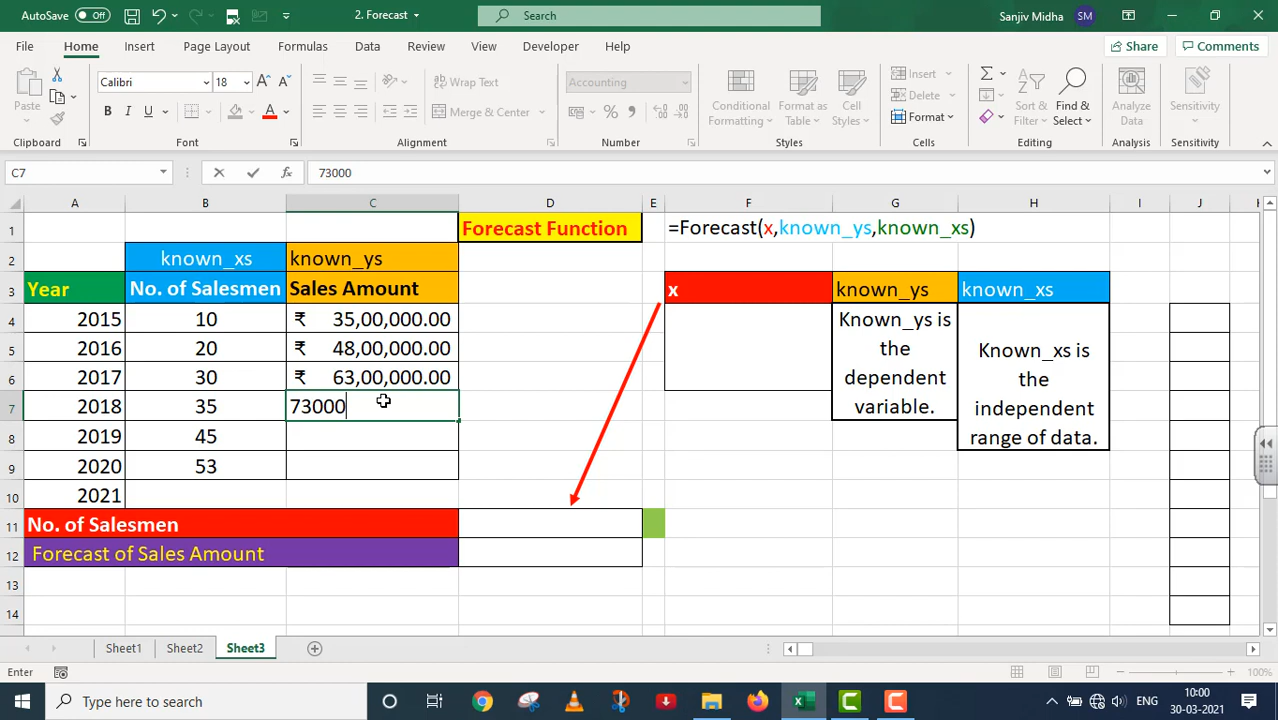 AutoSave Off 2. Forecast Search Sanjiv Midha SM
File Home Insert Page Layout Formulas Data Review View Developer Help Share Comments
Paste Calibri 18 A A Wrap Text Accounting Conditional Formatting Format as Table Cell Styles Insert Σ Sort & Filter Find & Select Analyze Data Sensitivity
B I U A Merge & Center % , Delete Format
Clipboard Font Alignment Number Styles Cells Editing Analysis Sensitivity
C7 fx 73000
A B C D E F G H I J
1 Forecast Function =Forecast(x,known_ys,known_xs)
2 known_xs known_ys
3 Year No. of Salesmen Sales Amount x known_ys known_xs
4 2015 10 ₹ 35,00,000.00
5 2016 20 ₹ 48,00,000.00
6 2017 30 ₹ 63,00,000.00
7 2018 35 73000
8 2019 45
9 2020 53
10 2021
Known_ys is
the
dependent
variable.
Known_xs is
the
independent
range of data.
11 No. of Salesmen
12 Forecast of Sales Amount
13
14
Sheet1 Sheet2 Sheet3
Enter 100%
Type here to search ENG 10:00
30-03-2021